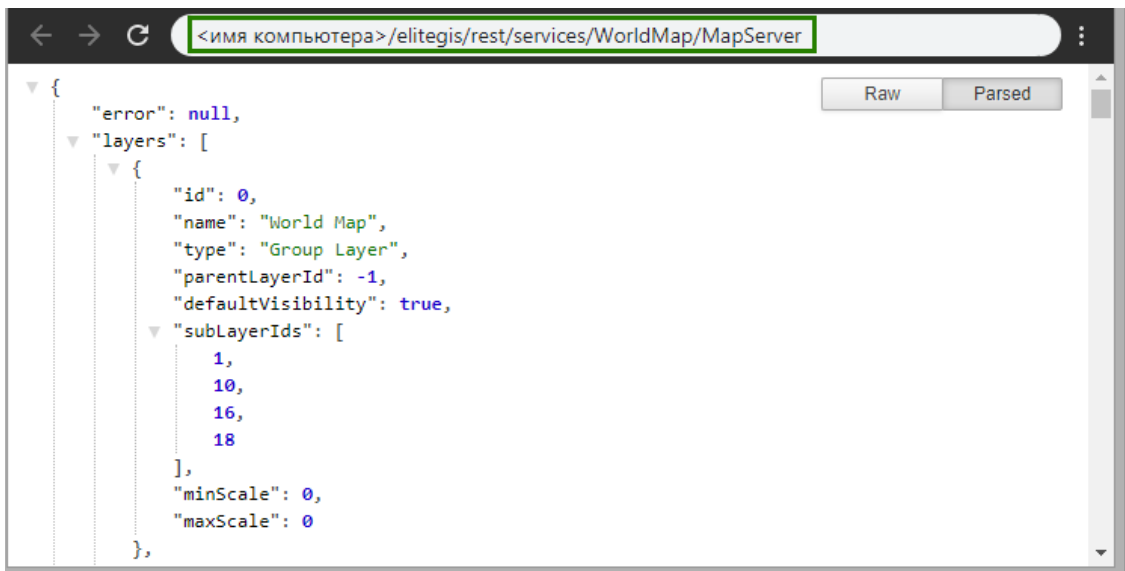 <имя компьютера>/elitegis/rest/services/WorldMap/MapServer
Raw Parsed
{
"error": null,
"layers": [
{
"id": 0,
"name": "World Map",
"type": "Group Layer",
"parentLayerId": -1,
"defaultVisibility": true,
"subLayerIds": [
1,
10,
16,
18
],
"minScale": 0,
"maxScale": 0
},